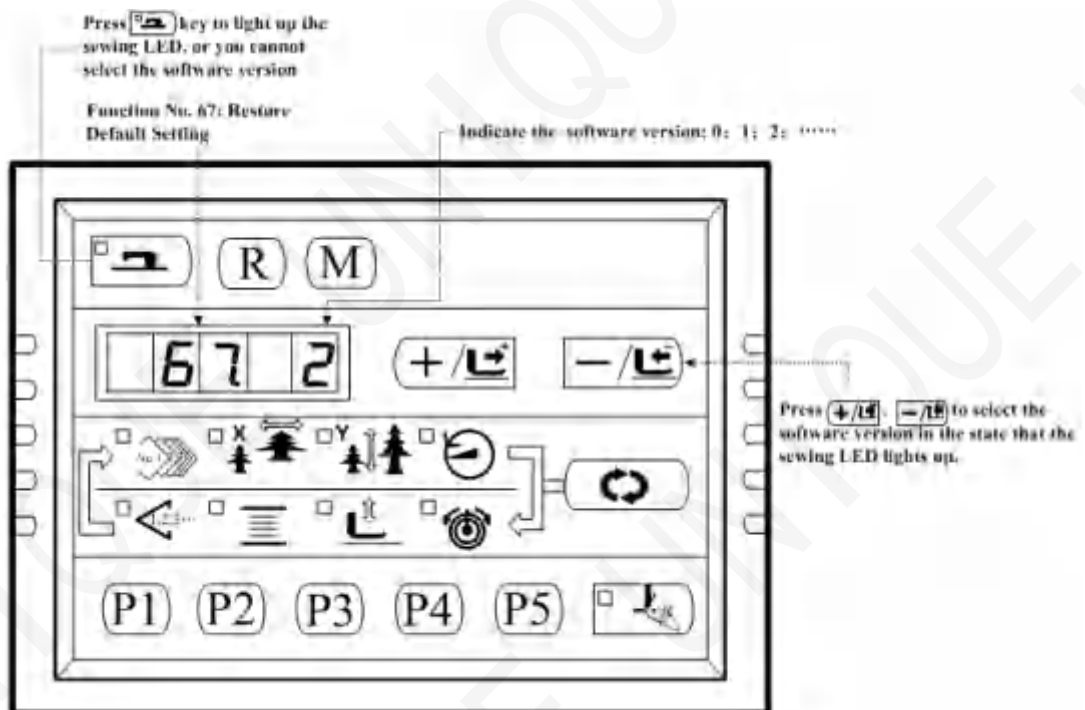 Press key to light up the
sewing LED, or you cannot
select the software version
Function No. 67: Restore
Default Setting
Indicate the software version: 0; 1; 2; ······
R M
67 2
+/ −/
Press +/ 、 −/ to select the
software version in the state that the
sewing LED lights up.
X Y
P1 P2 P3 P4 P5
UNIQUE